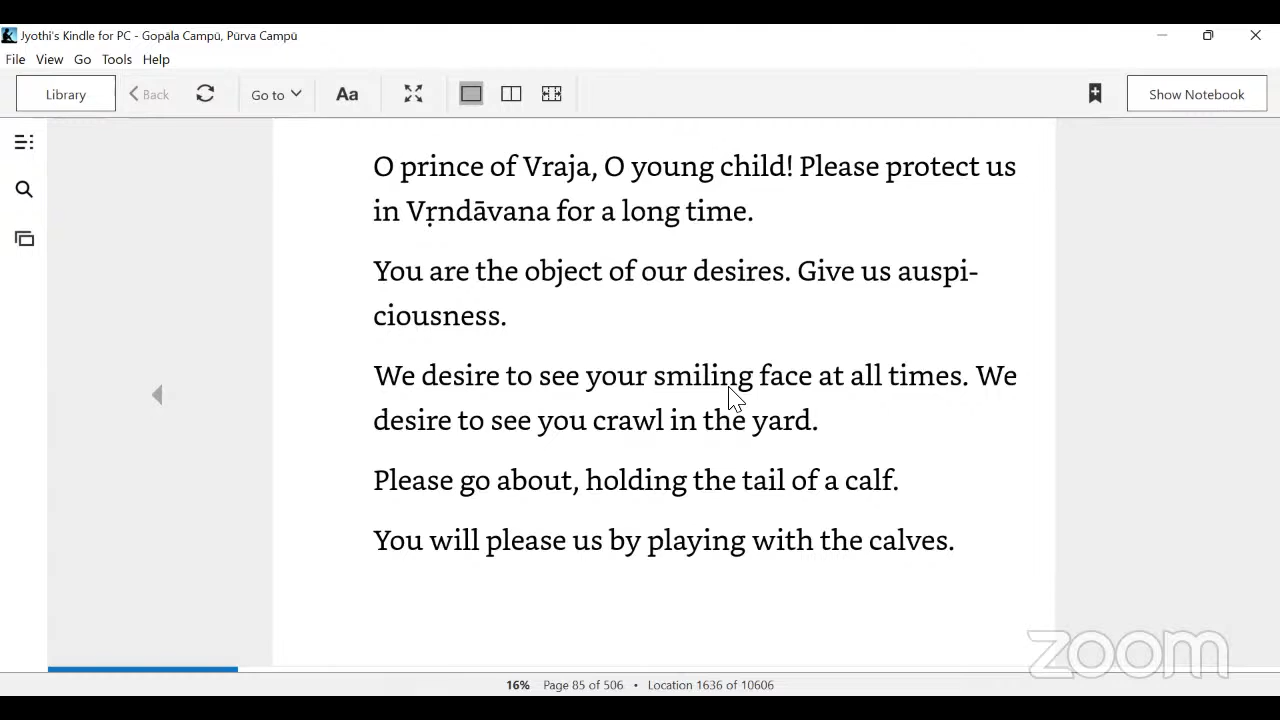 Jyothi's Kindle for PC - Gopāla Campū, Pūrva Campū
File View Go Tools Help
Library Back Go to Aa Show Notebook
O prince of Vraja, O young child! Please protect us
in Vṛndāvana for a long time.
You are the object of our desires. Give us auspi-
ciousness.
We desire to see your smiling face at all times. We
desire to see you crawl in the yard.
Please go about, holding the tail of a calf.
You will please us by playing with the calves.
zoom
16% Page 85 of 506 • Location 1636 of 10606